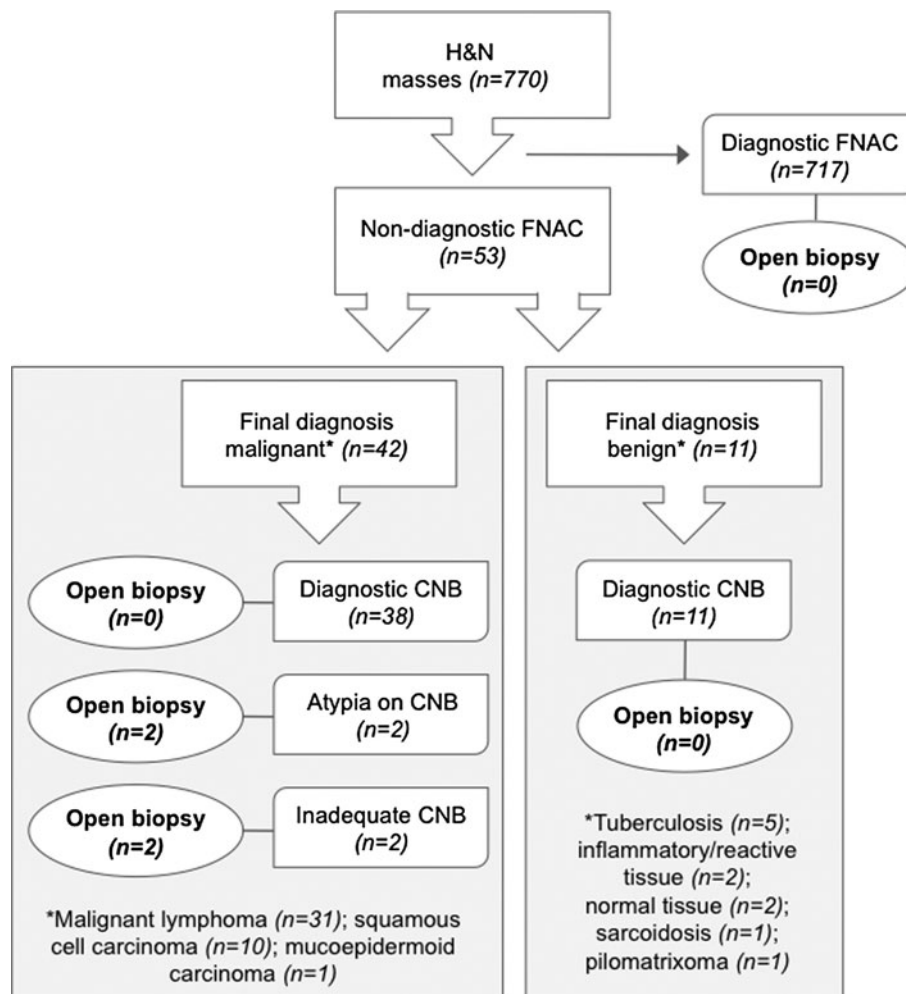 H&N
masses (n=770)
Diagnostic FNAC
(n=717)
Open biopsy
(n=0)
Non-diagnostic FNAC
(n=53)
Final diagnosis
malignant* (n=42)
Diagnostic CNB
(n=38)
Open biopsy
(n=0)
Atypia on CNB
(n=2)
Open biopsy
(n=2)
Inadequate CNB
(n=2)
Open biopsy
(n=2)
*Malignant lymphoma (n=31); squamous
cell carcinoma (n=10); mucoepidermoid
carcinoma (n=1)
Final diagnosis
benign* (n=11)
Diagnostic CNB
(n=11)
Open biopsy
(n=0)
*Tuberculosis (n=5);
inflammatory/reactive
tissue (n=2);
normal tissue (n=2);
sarcoidosis (n=1);
pilomatrixoma (n=1)